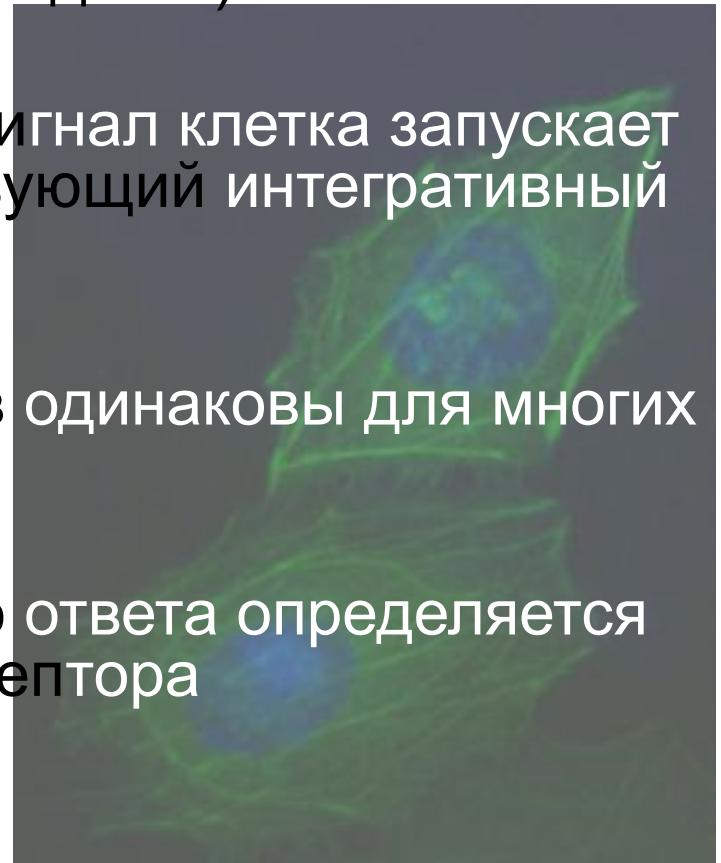 игнал клетка запускает
ующий интегративный
одинаковы для многих
ответа определяется
ептора